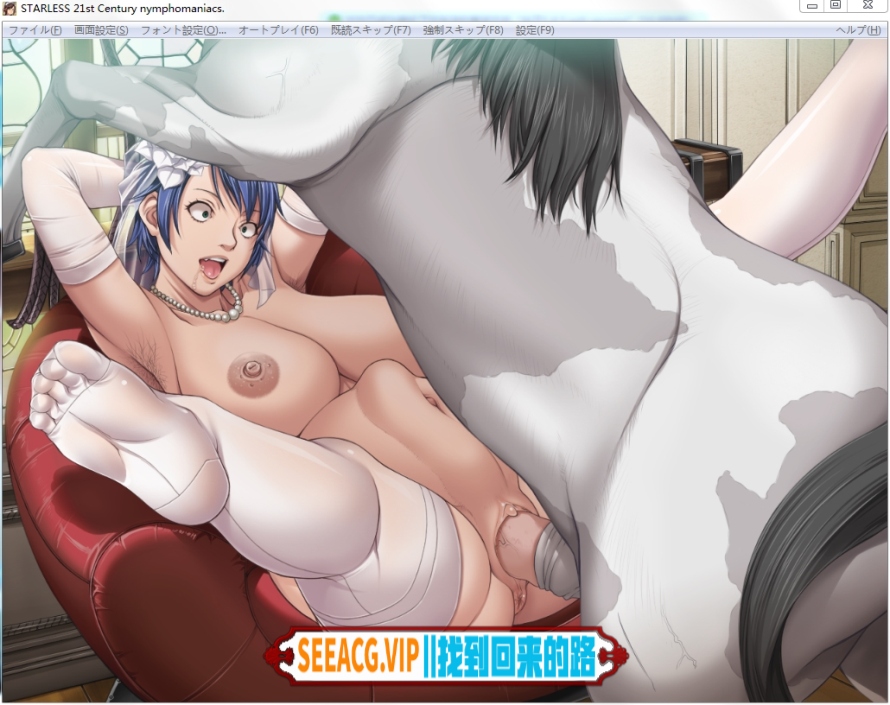 STARLESS 21st Century nymphomaniacs.
ファイル(F) 画面設定(S) フォント設定(O)... オートプレイ(F6) 既読スキップ(F7) 強制スキップ(F8) 設定(F9) ヘルプ(H)
SEEACG.VIP||找到回来的路